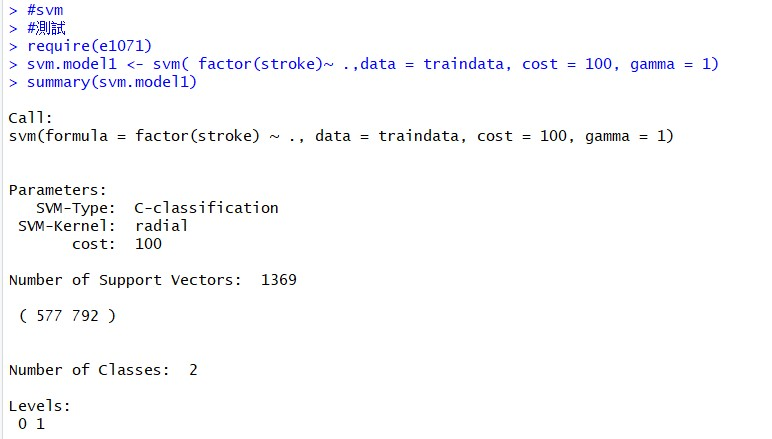 > #svm
> #測試
> require(e1071)
> svm.model1 <- svm( factor(stroke)~ .,data = traindata, cost = 100, gamma = 1)
> summary(svm.model1)
Call:
svm(formula = factor(stroke) ~ ., data = traindata, cost = 100, gamma = 1)
Parameters:
   SVM-Type:  C-classification
 SVM-Kernel:  radial
       cost:  100
Number of Support Vectors:  1369
 ( 577 792 )
Number of Classes:  2
Levels:
 0 1